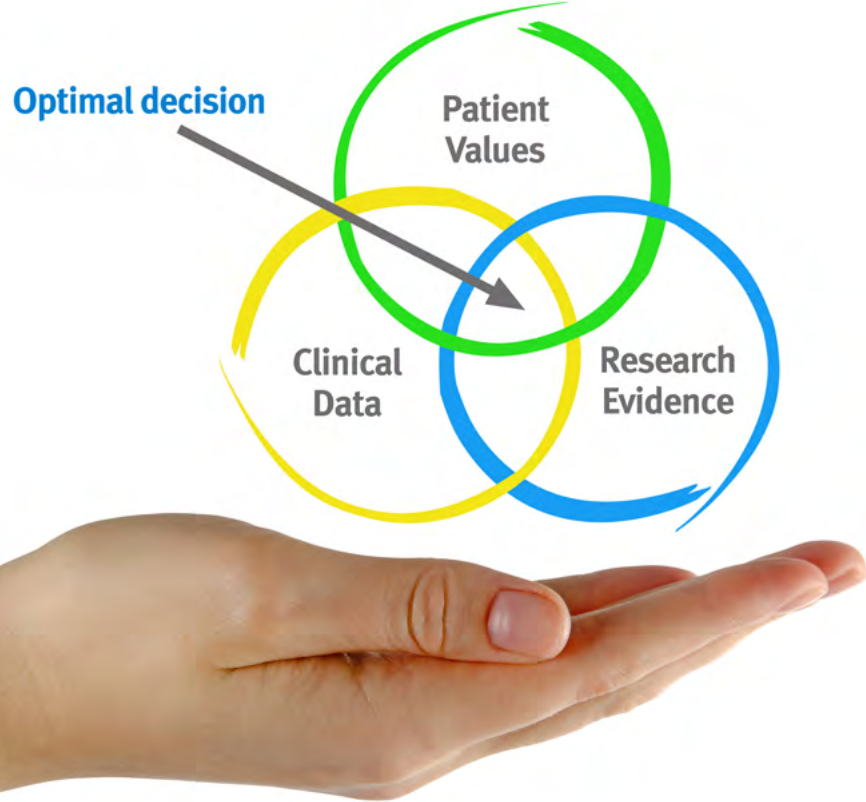 Optimal decision
Patient
Values
Clinical
Data
Research
Evidence